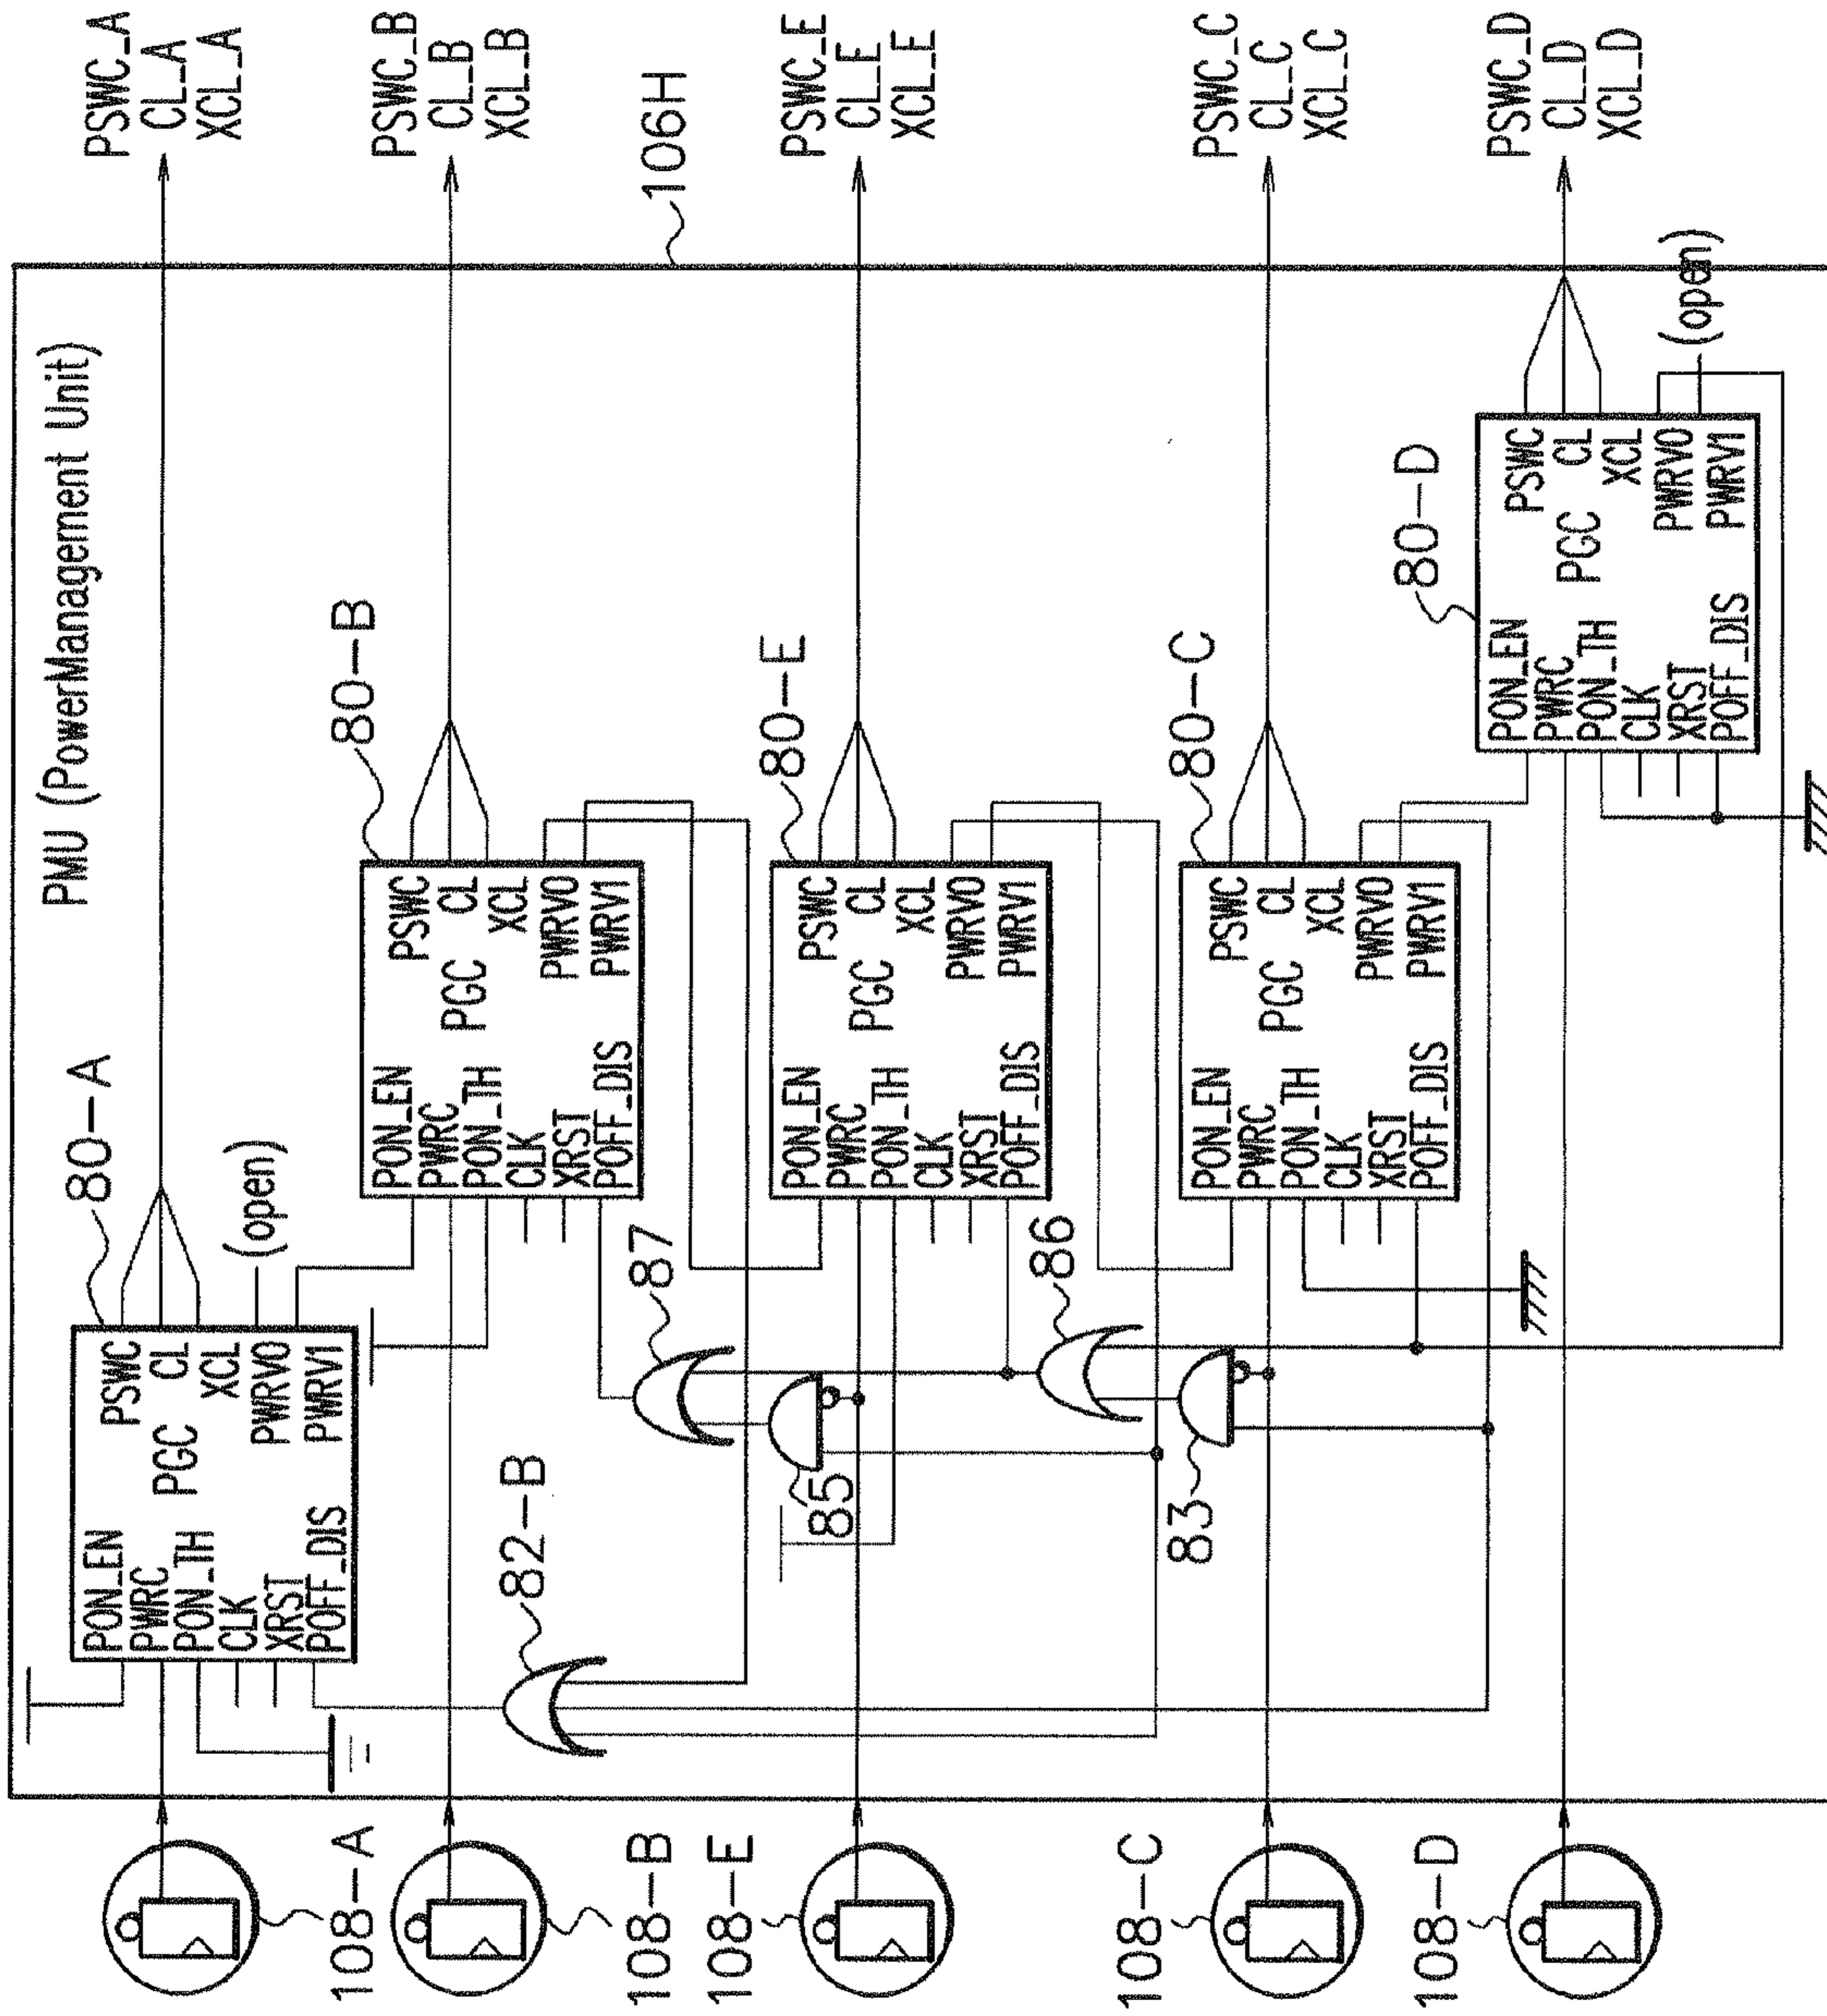 PMU (PowerManagement Unit)
106H
108-A
80-A
PON_EN
PWRC
PON_TH
CLK
XRST
POFF_DIS
PGC
PSWC
CL
XCL
PWRV0
PWRV1
(open)
PSWC_A
CL_A
XCL_A
108-B
82-B
80-B
PON_EN
PWRC
PON_TH
CLK
XRST
POFF_DIS
PGC
PSWC
CL
XCL
PWRV0
PWRV1
PSWC_B
CL_B
XCL_B
87
85
108-E
80-E
PON_EN
PWRC
PON_TH
CLK
XRST
POFF_DIS
PGC
PSWC
CL
XCL
PWRV0
PWRV1
PSWC_E
CL_E
XCL_E
86
83
108-C
80-C
PON_EN
PWRC
PON_TH
CLK
XRST
POFF_DIS
PGC
PSWC
CL
XCL
PWRV0
PWRV1
PSWC_C
CL_C
XCL_C
108-D
80-D
PON_EN
PWRC
PON_TH
CLK
XRST
POFF_DIS
PGC
PSWC
CL
XCL
PWRV0
PWRV1
(open)
PSWC_D
CL_D
XCL_D